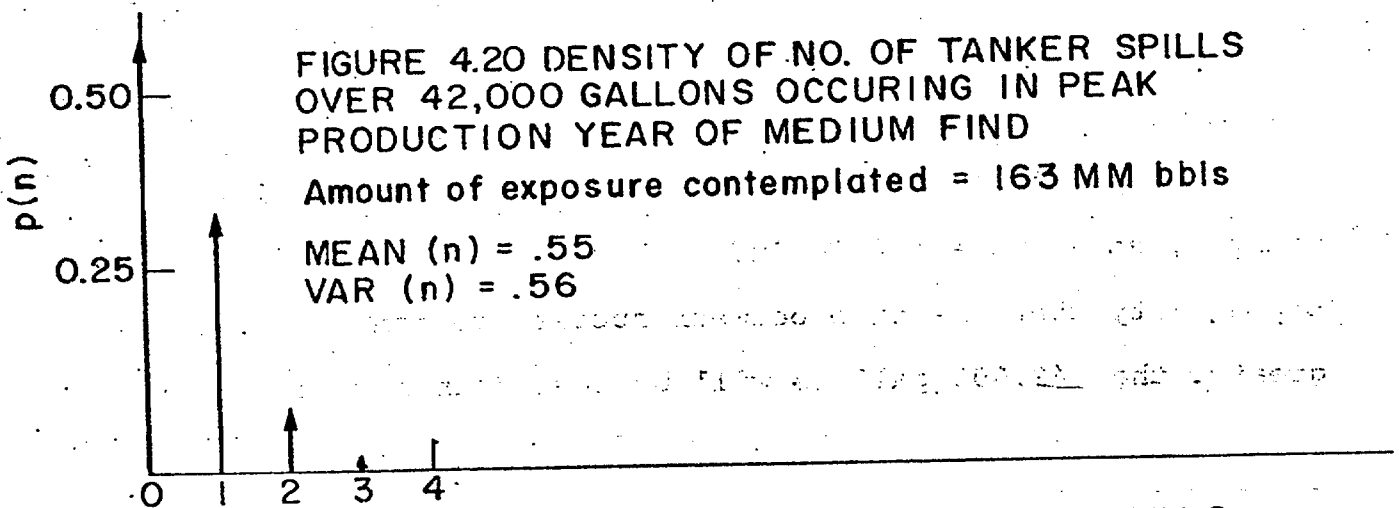 FIGURE 4.20 DENSITY OF NO. OF TANKER SPILLS
OVER 42,000 GALLONS OCCURING IN PEAK
PRODUCTION YEAR OF MEDIUM FIND
Amount of exposure contemplated = 163 MM bbls
MEAN (n) = .55
VAR (n) = .56
p(n)
0.50
0.25
0 1 2 3 4